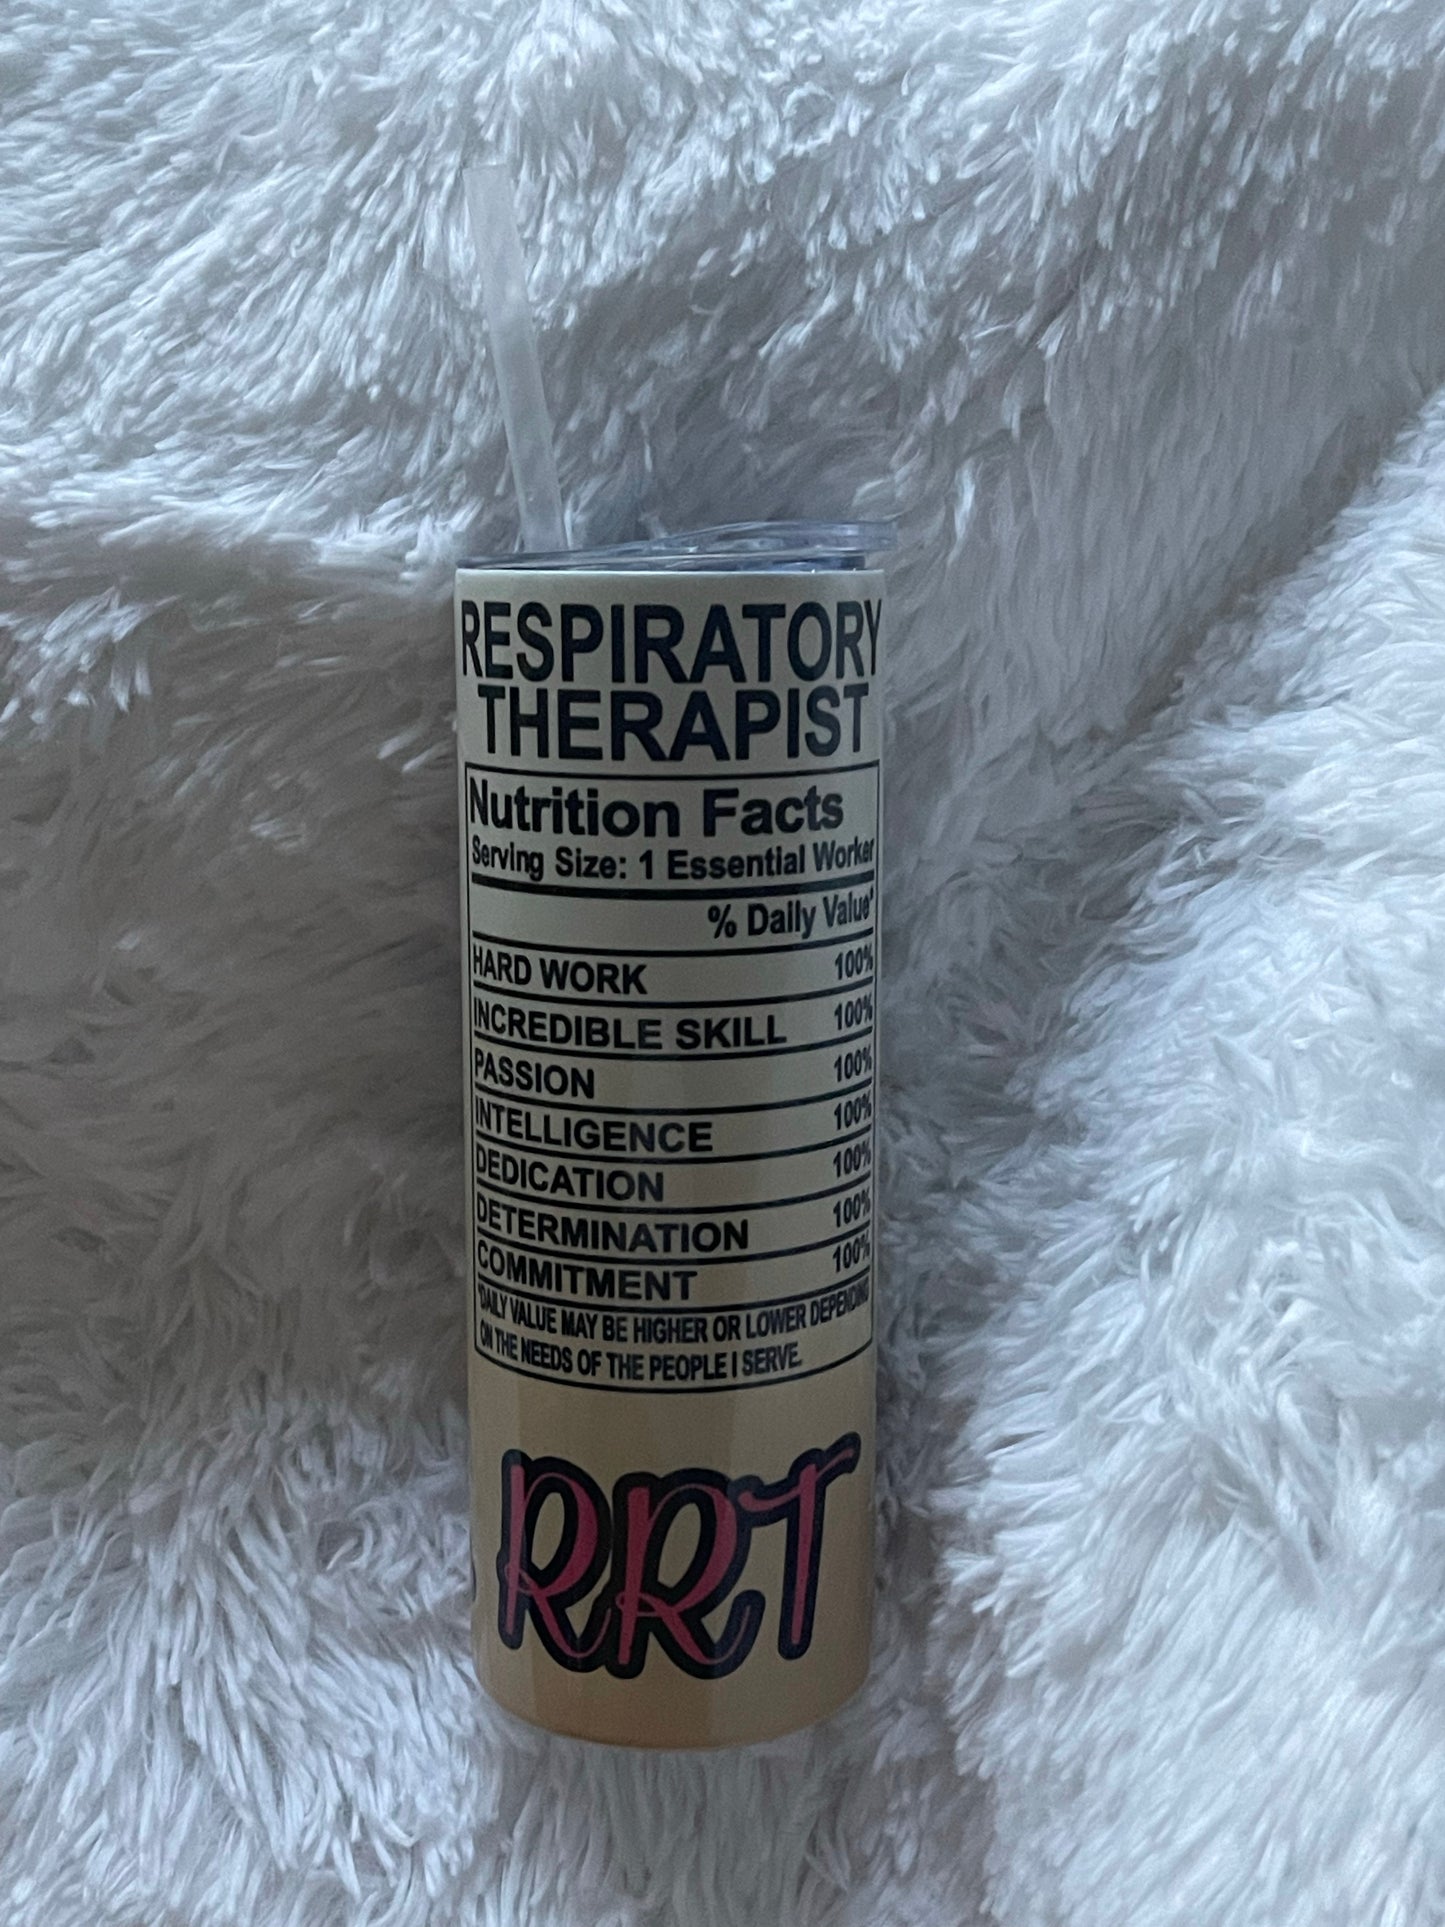 RESPIRATORY
THERAPIST
Nutrition Facts
Serving Size: 1 Essential Worker
% Daily Value*
HARD WORK 100%
INCREDIBLE SKILL 100%
PASSION 100%
INTELLIGENCE 100%
DEDICATION 100%
DETERMINATION 100%
COMMITMENT 100%
*DAILY VALUE MAY BE HIGHER OR LOWER DEPENDING
ON THE NEEDS OF THE PEOPLE I SERVE.
RRT